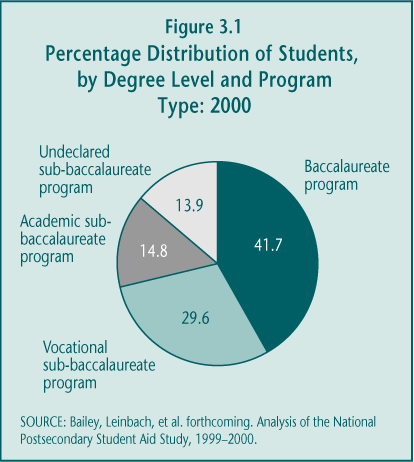 Figure 3.1
Percentage Distribution of Students,
by Degree Level and Program
Type: 2000
Undeclared
sub-baccalaureate
program
Baccalaureate
program
13.9
Academic sub-
baccalaureate
program
14.8
41.7
29.6
Vocational
sub-baccalaureate
program
SOURCE: Bailey, Leinbach, et al. forthcoming. Analysis of the National
Postsecondary Student Aid Study, 1999–2000.